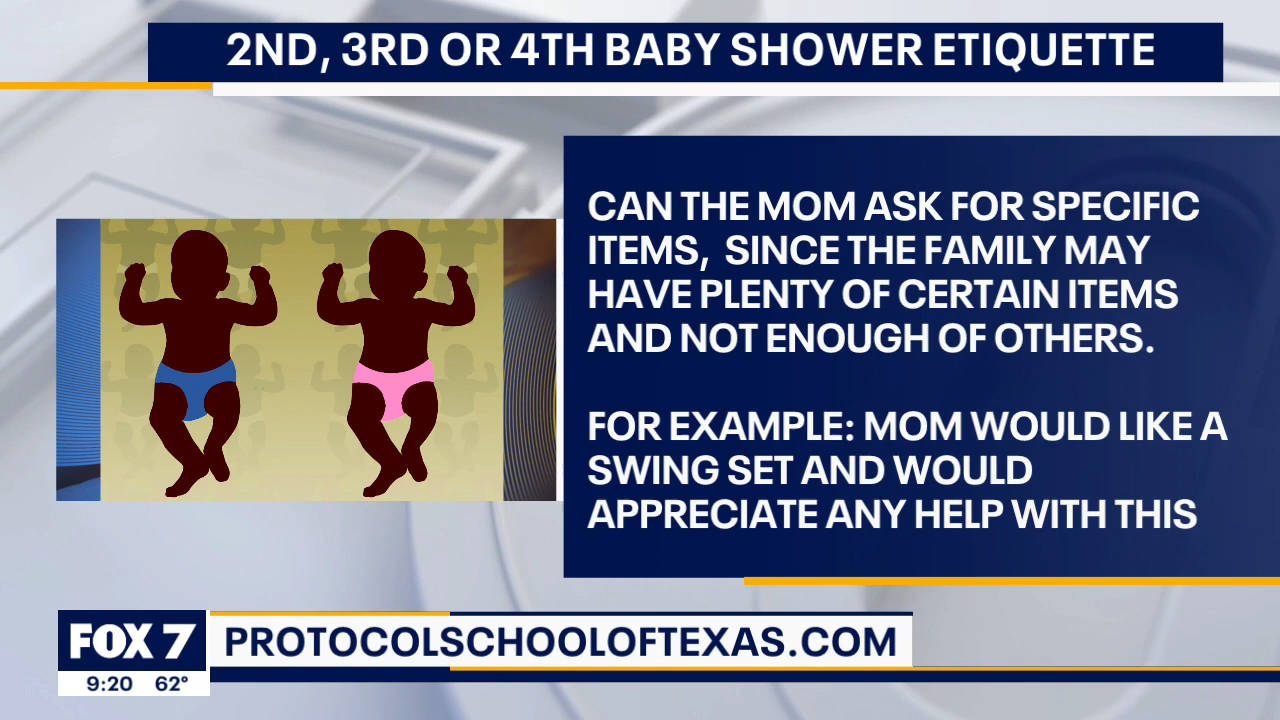 2ND, 3RD OR 4TH BABY SHOWER ETIQUETTE
CAN THE MOM ASK FOR SPECIFIC
ITEMS,  SINCE THE FAMILY MAY
HAVE PLENTY OF CERTAIN ITEMS
AND NOT ENOUGH OF OTHERS.
FOR EXAMPLE: MOM WOULD LIKE A
SWING SET AND WOULD
APPRECIATE ANY HELP WITH THIS
FOX 7
PROTOCOLSCHOOLOFTEXAS.COM
9:20 62°